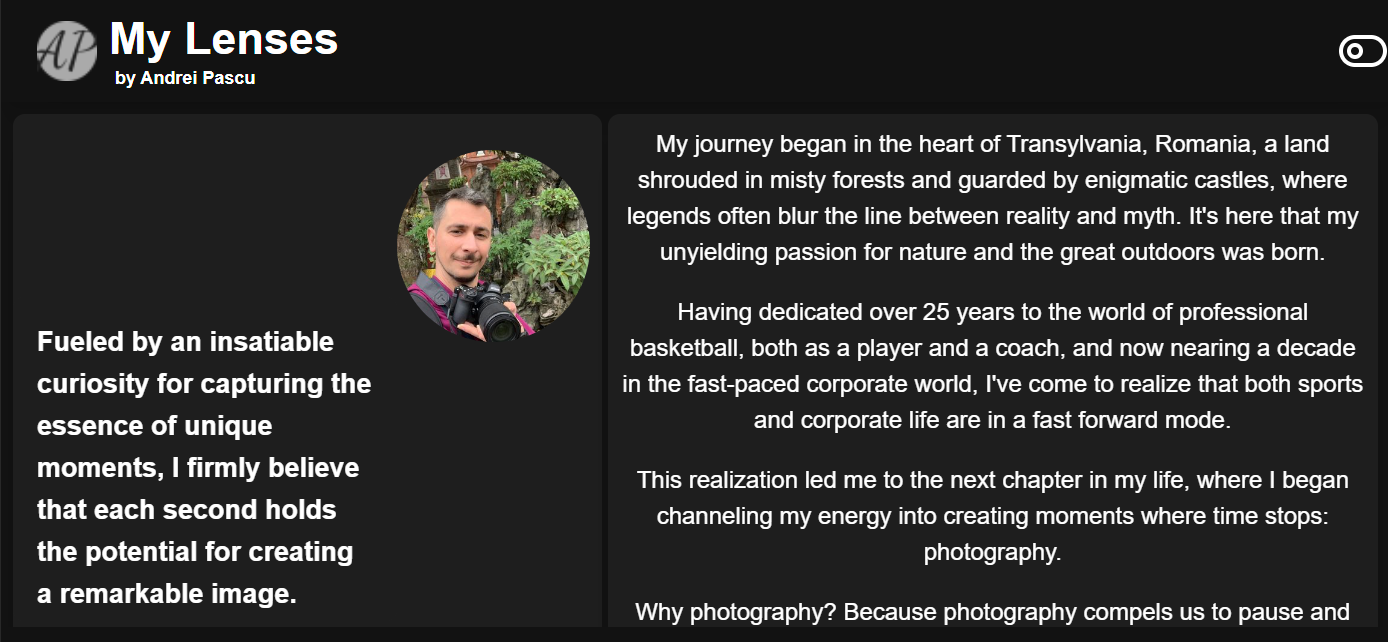 AP
My Lenses
by Andrei Pascu
Fueled by an insatiable
curiosity for capturing the
essence of unique
moments, I firmly believe
that each second holds
the potential for creating
a remarkable image.
My journey began in the heart of Transylvania, Romania, a land
shrouded in misty forests and guarded by enigmatic castles, where
legends often blur the line between reality and myth. It's here that my
unyielding passion for nature and the great outdoors was born.
Having dedicated over 25 years to the world of professional
basketball, both as a player and a coach, and now nearing a decade
in the fast-paced corporate world, I've come to realize that both sports
and corporate life are in a fast forward mode.
This realization led me to the next chapter in my life, where I began
channeling my energy into creating moments where time stops:
photography.
Why photography? Because photography compels us to pause and